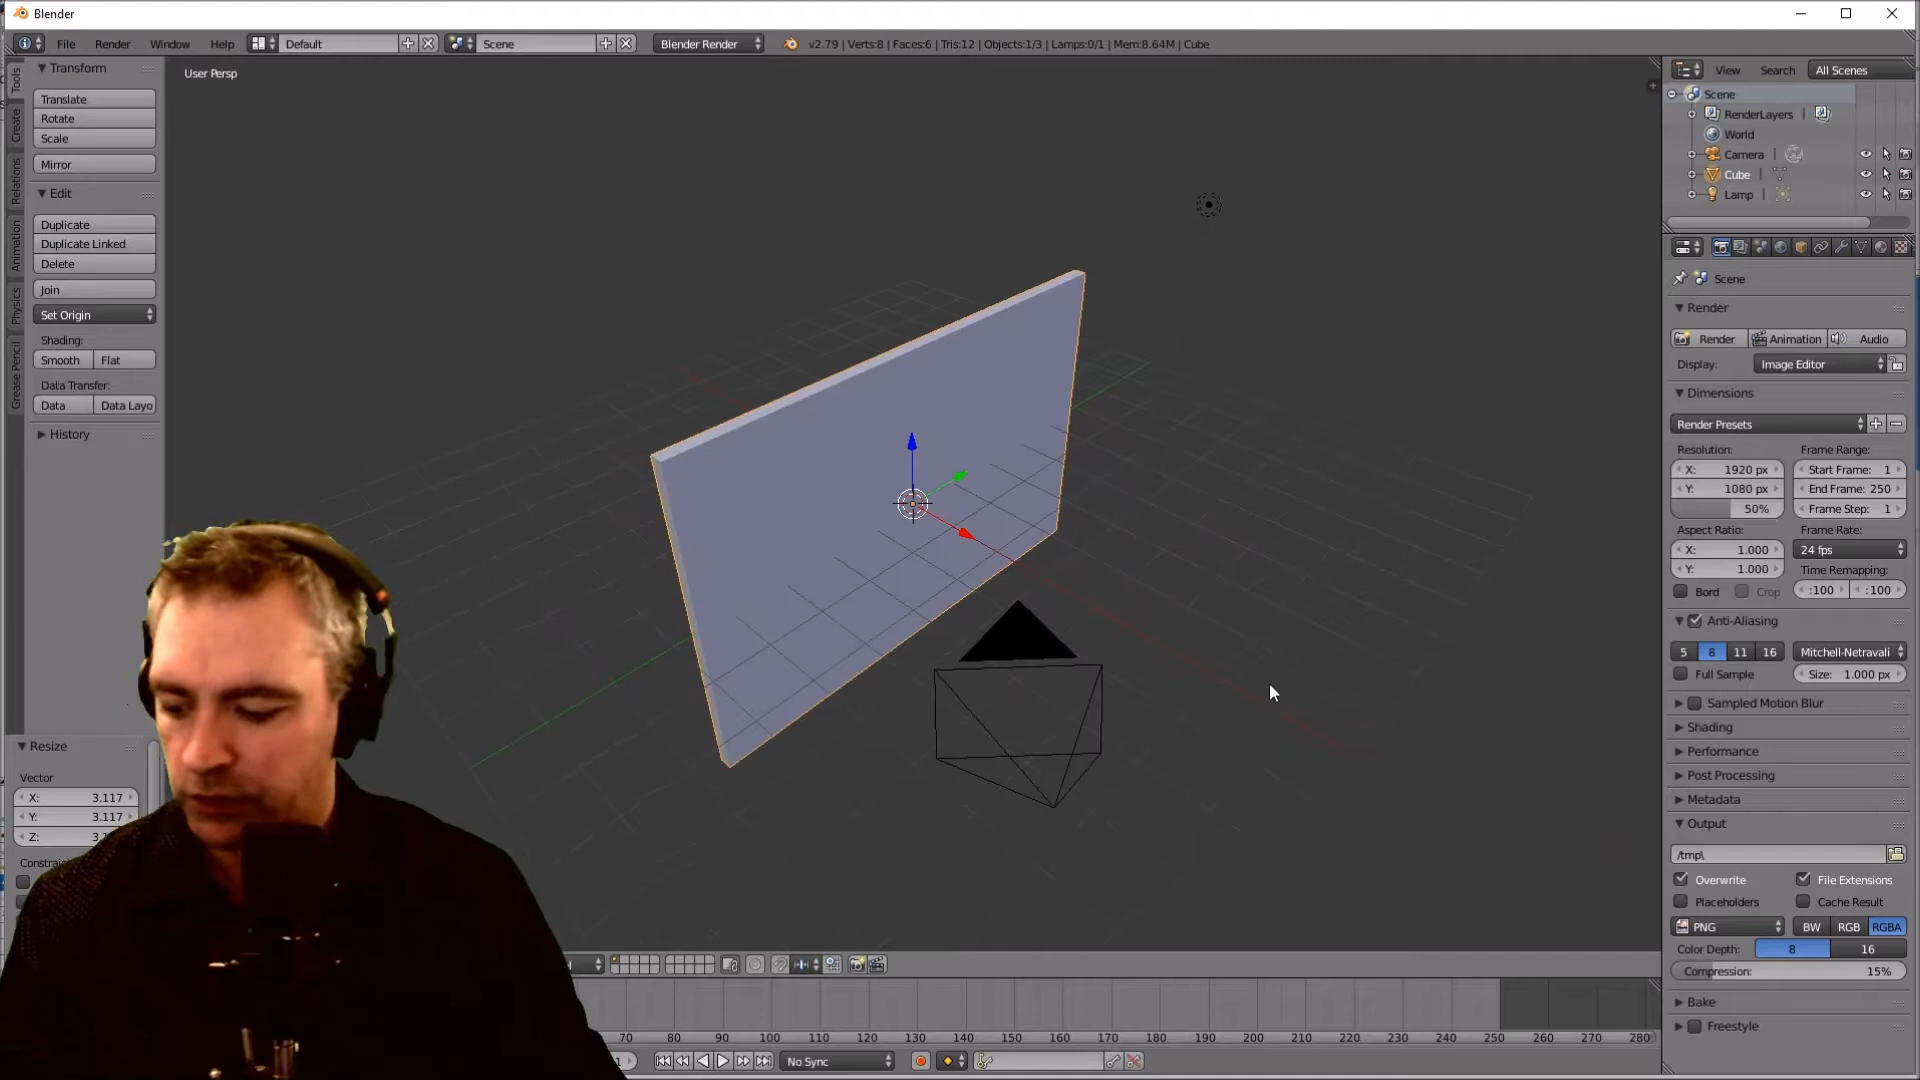 Blender
File Render Window Help Default Scene Blender Render v2.79 | Verts:8 | Faces:6 | Tris:12 | Objects:1/3 | Lamps:0/1 | Mem:8.64M | Cube
Tools
Create
Relations
Animation
Physics
Grease Pencil
Transform
Translate
Rotate
Scale
Mirror
Edit
Duplicate
Duplicate Linked
Delete
Join
Set Origin
Shading:
Smooth Flat
Data Transfer:
Data Data Layo
History
Resize
Vector
X: 3.117
Y: 3.117
Z:
User Persp
View Search All Scenes
Scene
RenderLayers |
World
Camera |
Cube |
Lamp |
Scene
Render
Render Animation Audio
Display: Image Editor
Dimensions
Render Presets
Resolution: Frame Range:
X: 1920 px Start Frame: 1
Y: 1080 px End Frame: 250
50% Frame Step: 1
Aspect Ratio: Frame Rate:
X: 1.000 24 fps
Y: 1.000 Time Remapping:
Bord Crop :100 :100
Anti-Aliasing
5 8 11 16 Mitchell-Netravali
Full Sample Size: 1.000 px
Sampled Motion Blur
Shading
Performance
Post Processing
Metadata
Output
/tmp\
Overwrite File Extensions
Placeholders Cache Result
PNG BW RGB RGBA
Color Depth: 8 16
Compression: 15%
Bake
Freestyle
70 80 90 100 110 120 130 140 150 160 170 180 190 200 210 220 230 240 250 260 270 280
No Sync